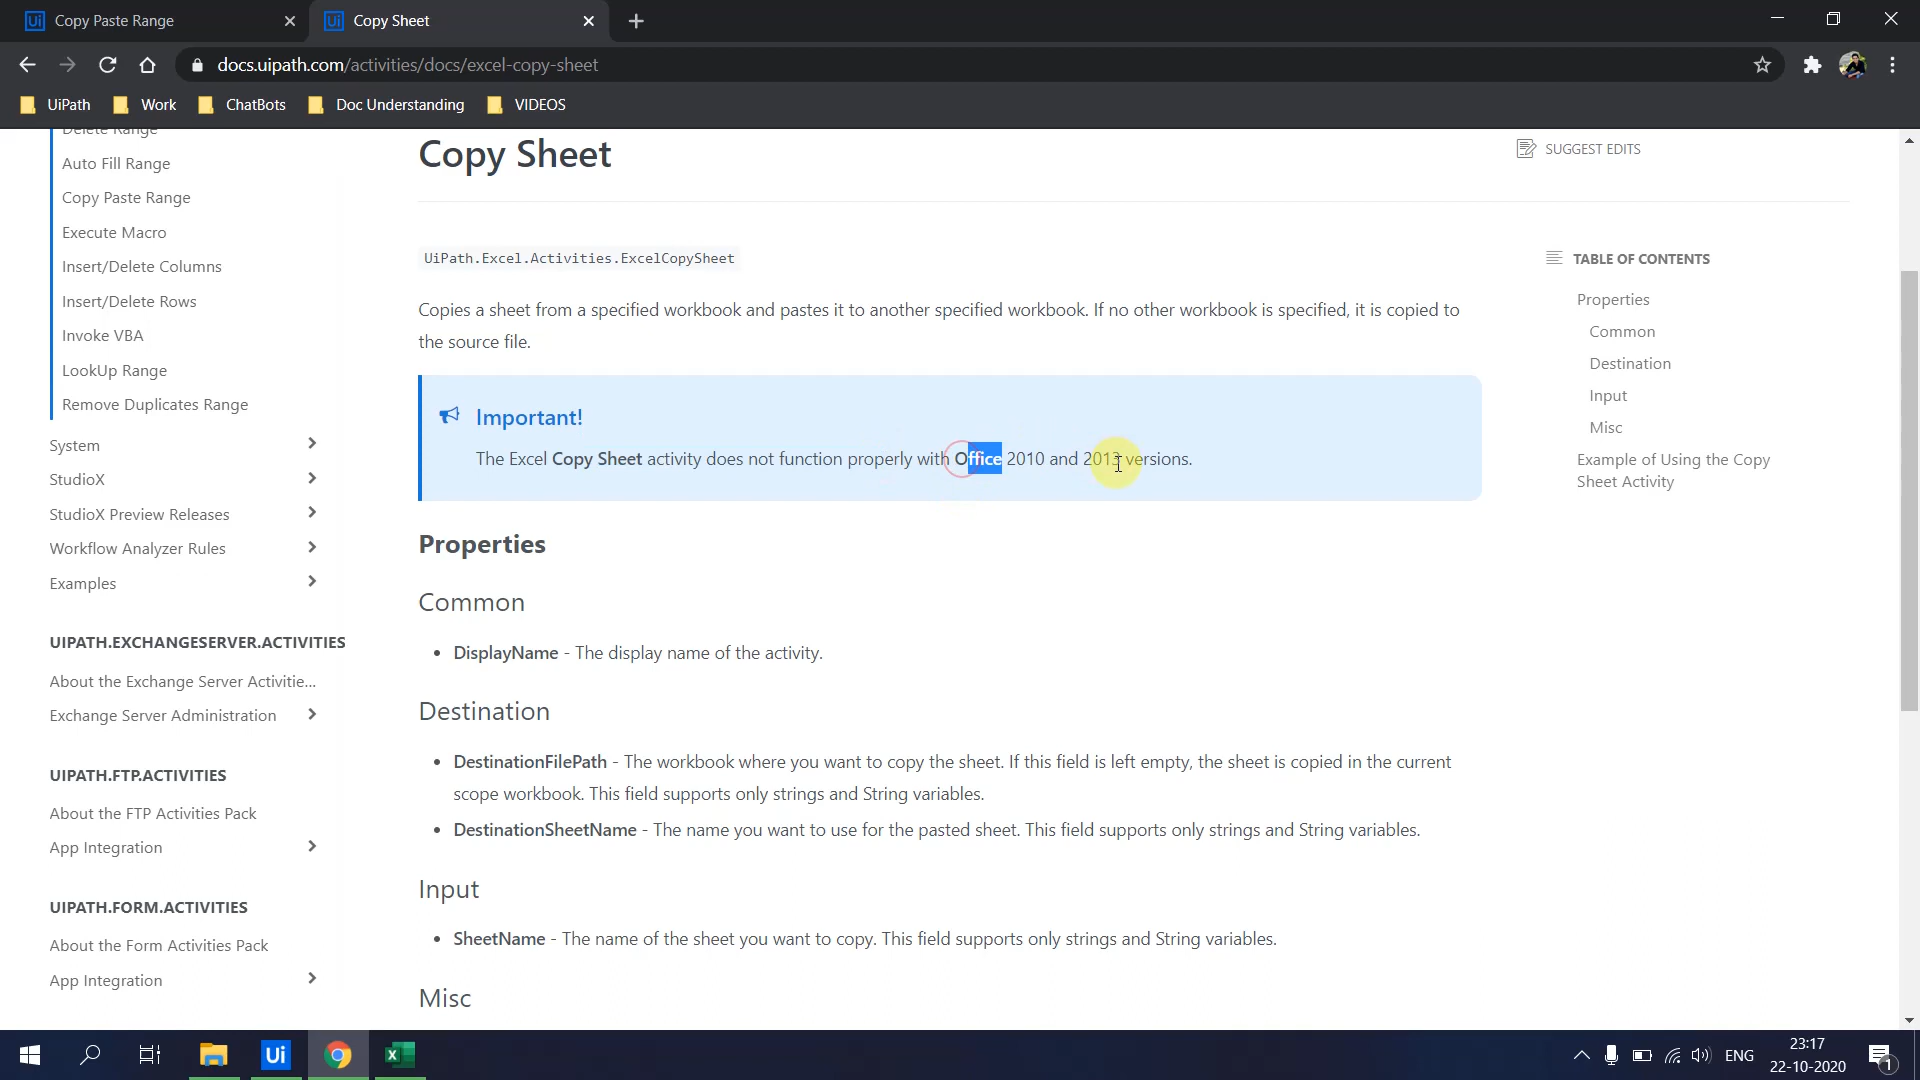 Copy Paste Range
Copy Sheet
docs.uipath.com/activities/docs/excel-copy-sheet
UiPath
Work
ChatBots
Doc Understanding
VIDEOS
Delete Range
Auto Fill Range
Copy Paste Range
Execute Macro
Insert/Delete Columns
Insert/Delete Rows
Invoke VBA
LookUp Range
Remove Duplicates Range
System
StudioX
StudioX Preview Releases
Workflow Analyzer Rules
Examples
UIPATH.EXCHANGESERVER.ACTIVITIES
About the Exchange Server Activitie...
Exchange Server Administration
UIPATH.FTP.ACTIVITIES
About the FTP Activities Pack
App Integration
UIPATH.FORM.ACTIVITIES
About the Form Activities Pack
App Integration
Copy Sheet
SUGGEST EDITS
UiPath.Excel.Activities.ExcelCopySheet
Copies a sheet from a specified workbook and pastes it to another specified workbook. If no other workbook is specified, it is copied to
the source file.
Important!
The Excel Copy Sheet activity does not function properly with Office 2010 and 2013 versions.
Properties
Common
• DisplayName - The display name of the activity.
Destination
• DestinationFilePath - The workbook where you want to copy the sheet. If this field is left empty, the sheet is copied in the current
scope workbook. This field supports only strings and String variables.
• DestinationSheetName - The name you want to use for the pasted sheet. This field supports only strings and String variables.
Input
• SheetName - The name of the sheet you want to copy. This field supports only strings and String variables.
Misc
TABLE OF CONTENTS
Properties
Common
Destination
Input
Misc
Example of Using the Copy
Sheet Activity
Ui
ENG
23:17
22-10-2020
1